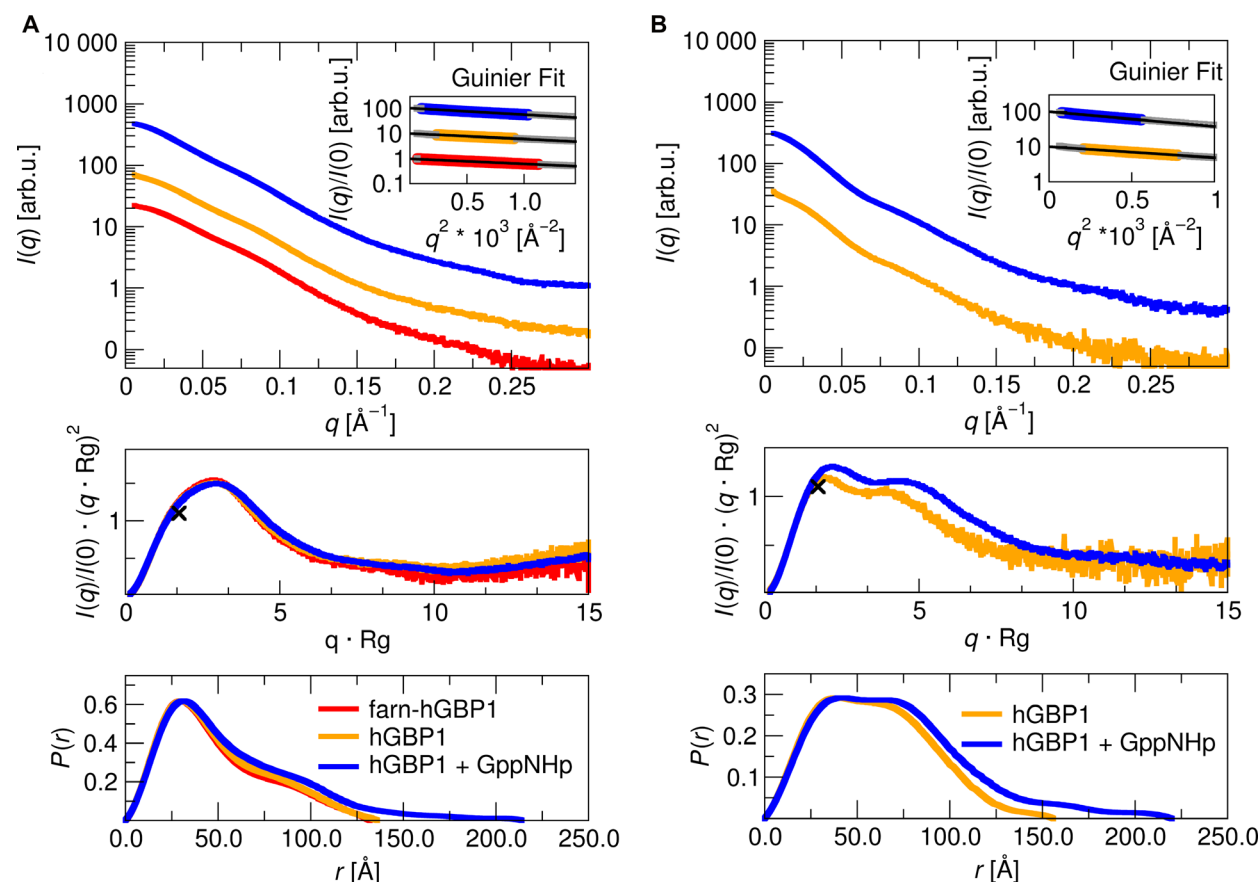 A
10 000
1000
100
10
1
0
I(q) [arb.u.]
Guinier Fit
I(q)/I(0) [arb.u.]
100
10
1
0.1
0.5
1.0
q² * 10³ [Å⁻²]
0
0.05
0.1
0.15
0.2
0.25
q [Å⁻¹]
I(q)/I(0) · (q · Rg)²
1
0
5
10
15
q · Rg
P(r)
0.6
0.4
0.2
farn-hGBP1
hGBP1
hGBP1 + GppNHp
0.0
50.0
100.0
150.0
200.0
250.0
r [Å]
B
10 000
1000
100
10
1
0
I(q) [arb.u.]
Guinier Fit
I(q)/I(0) [arb.u.]
100
10
1
0
0.5
1
q² *10³ [Å⁻²]
0
0.05
0.1
0.15
0.2
0.25
q [Å⁻¹]
I(q)/I(0) · (q · Rg)²
1
0
5
10
15
q · Rg
P(r)
0.3
0.2
0.1
hGBP1
hGBP1 + GppNHp
0.0
50.0
100.0
150.0
200.0
250.0
r [Å]